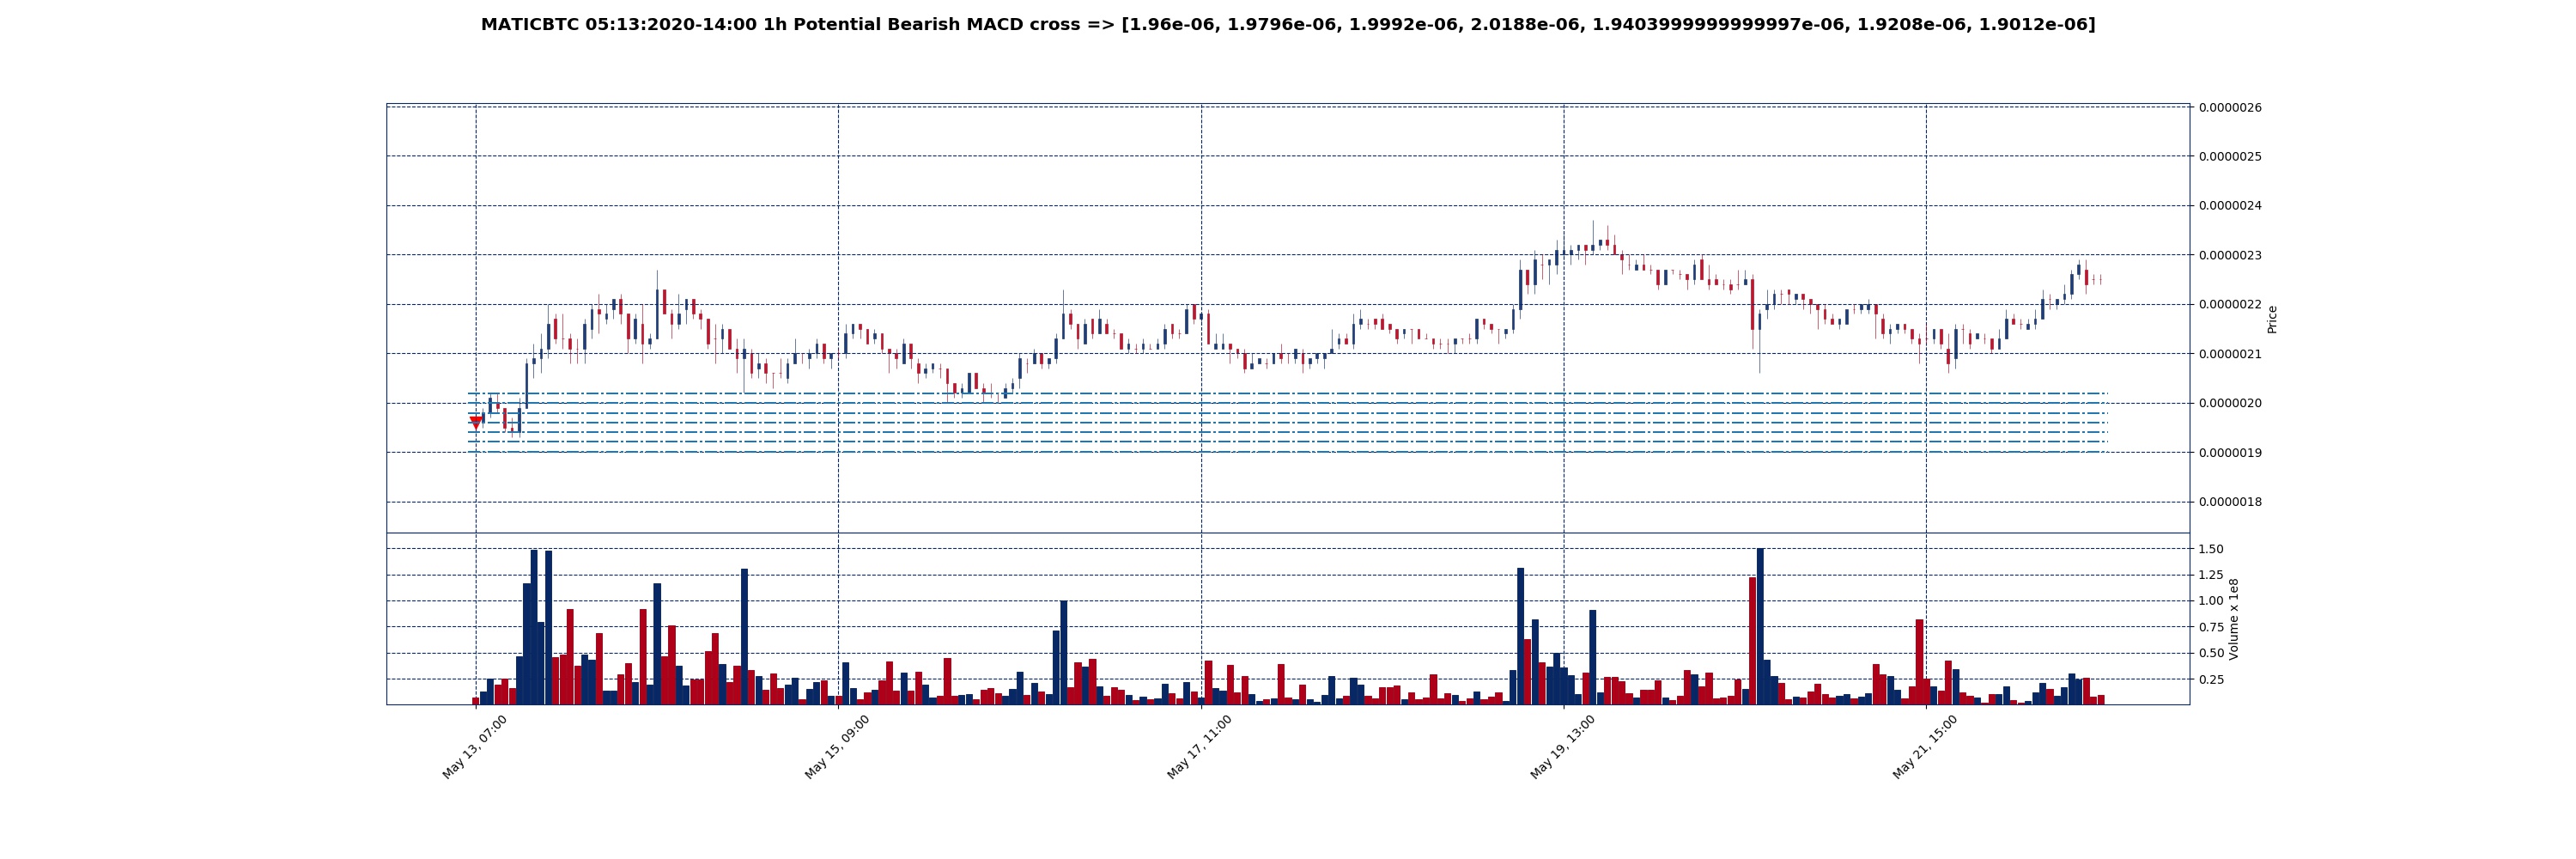 MATICBTC 05:13:2020-14:00 1h Potential Bearish MACD cross => [1.96e-06, 1.9796e-06, 1.9992e-06, 2.0188e-06, 1.9403999999999997e-06, 1.9208e-06, 1.9012e-06]
0.0000026
0.0000025
0.0000024
0.0000023
0.0000022
0.0000021
0.0000020
0.0000019
0.0000018
Price
1.50
1.25
1.00
0.75
0.50
0.25
Volume x 1e8
May 13, 07:00
May 15, 09:00
May 17, 11:00
May 19, 13:00
May 21, 15:00